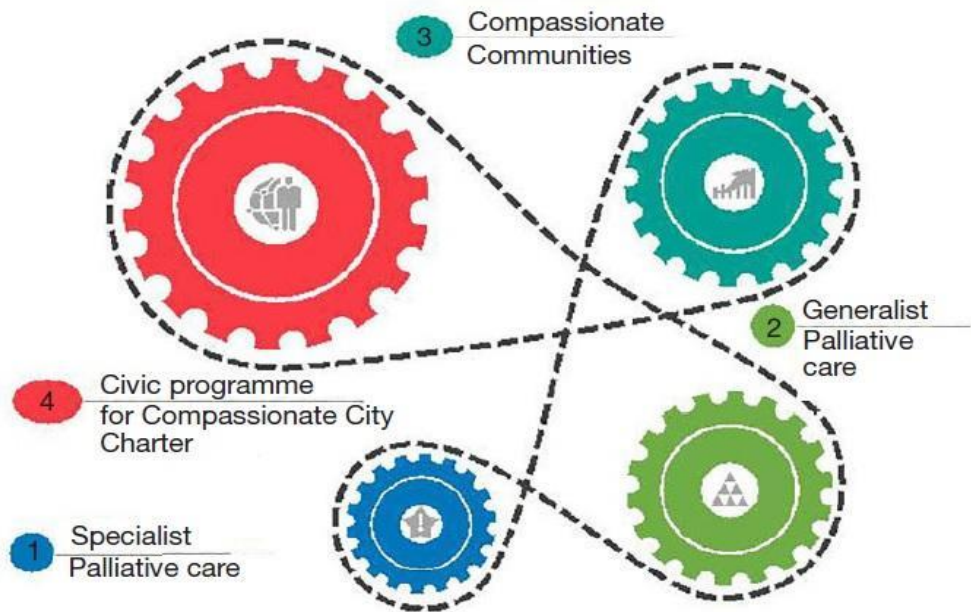 3 Compassionate
Communities
2 Generalist
Palliative
care
4 Civic programme
for Compassionate City
Charter
1 Specialist
Palliative care